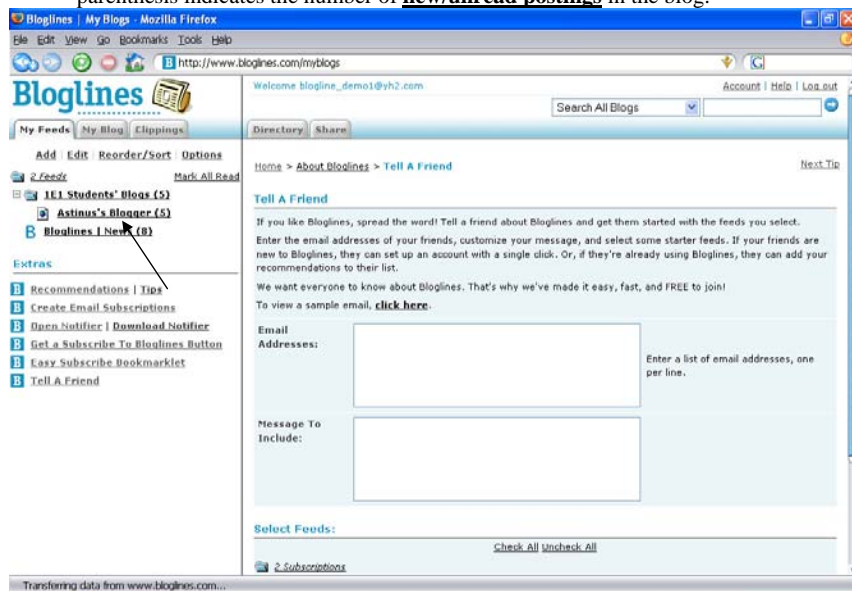 parenthesis indicates the number of new/unread postings in the blog.
Bloglines | My Blogs - Mozilla Firefox
File Edit View Go Bookmarks Tools Help
http://www.bloglines.com/myblogs
Bloglines
Welcome blogline_demo1@yh2.com
Account | Help | Log out
Search All Blogs
My Feeds My Blog Clippings
Directory Share
Add | Edit | Reorder/Sort | Options
2 Feeds Mark All Read
1E1 Students' Blogs (5)
Astinus's Blogger (5)
Bloglines | News (8)
Extras
Recommendations | Tips
Create Email Subscriptions
Open Notifier | Download Notifier
Get a Subscribe To Bloglines Button
Easy Subscribe Bookmarklet
Tell A Friend
Home > About Bloglines > Tell A Friend
Next Tip
Tell A Friend
If you like Bloglines, spread the word! Tell a friend about Bloglines and get them started with the feeds you select.
Enter the email addresses of your friends, customize your message, and select some starter feeds. If your friends are
new to Bloglines, they can set up an account with a single click. Or, if they're already using Bloglines, they can add your
recommendations to their list.
We want everyone to know about Bloglines. That's why we've made it easy, fast, and FREE to join!
To view a sample email, click here.
Email
Addresses:
Enter a list of email addresses, one
per line.
Message To
Include:
Select Feeds:
Check All Uncheck All
2 Subscriptions
Transferring data from www.bloglines.com...